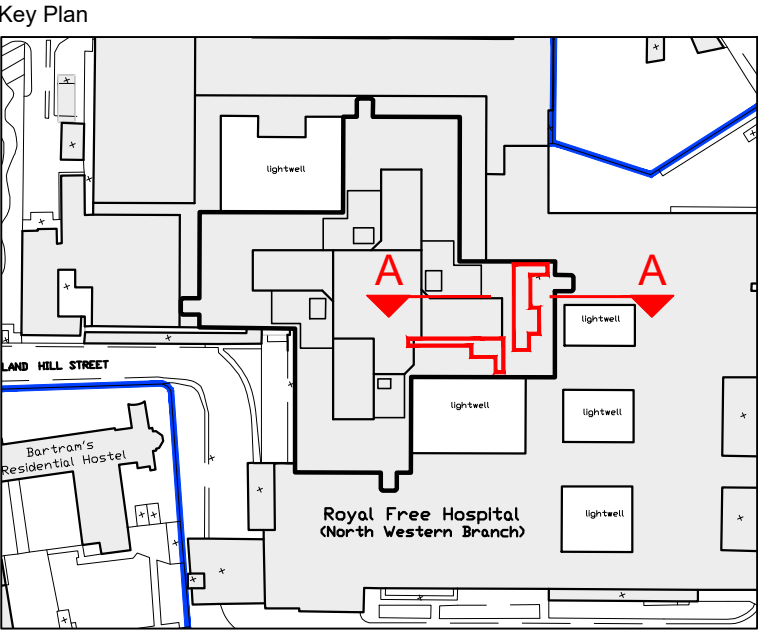 Key Plan
lightwell
A
A
lightwell
LAND HILL STREET
lightwell
lightwell
Bartram's
Residential Hostel
lightwell
Royal Free Hospital
(North Western Branch)